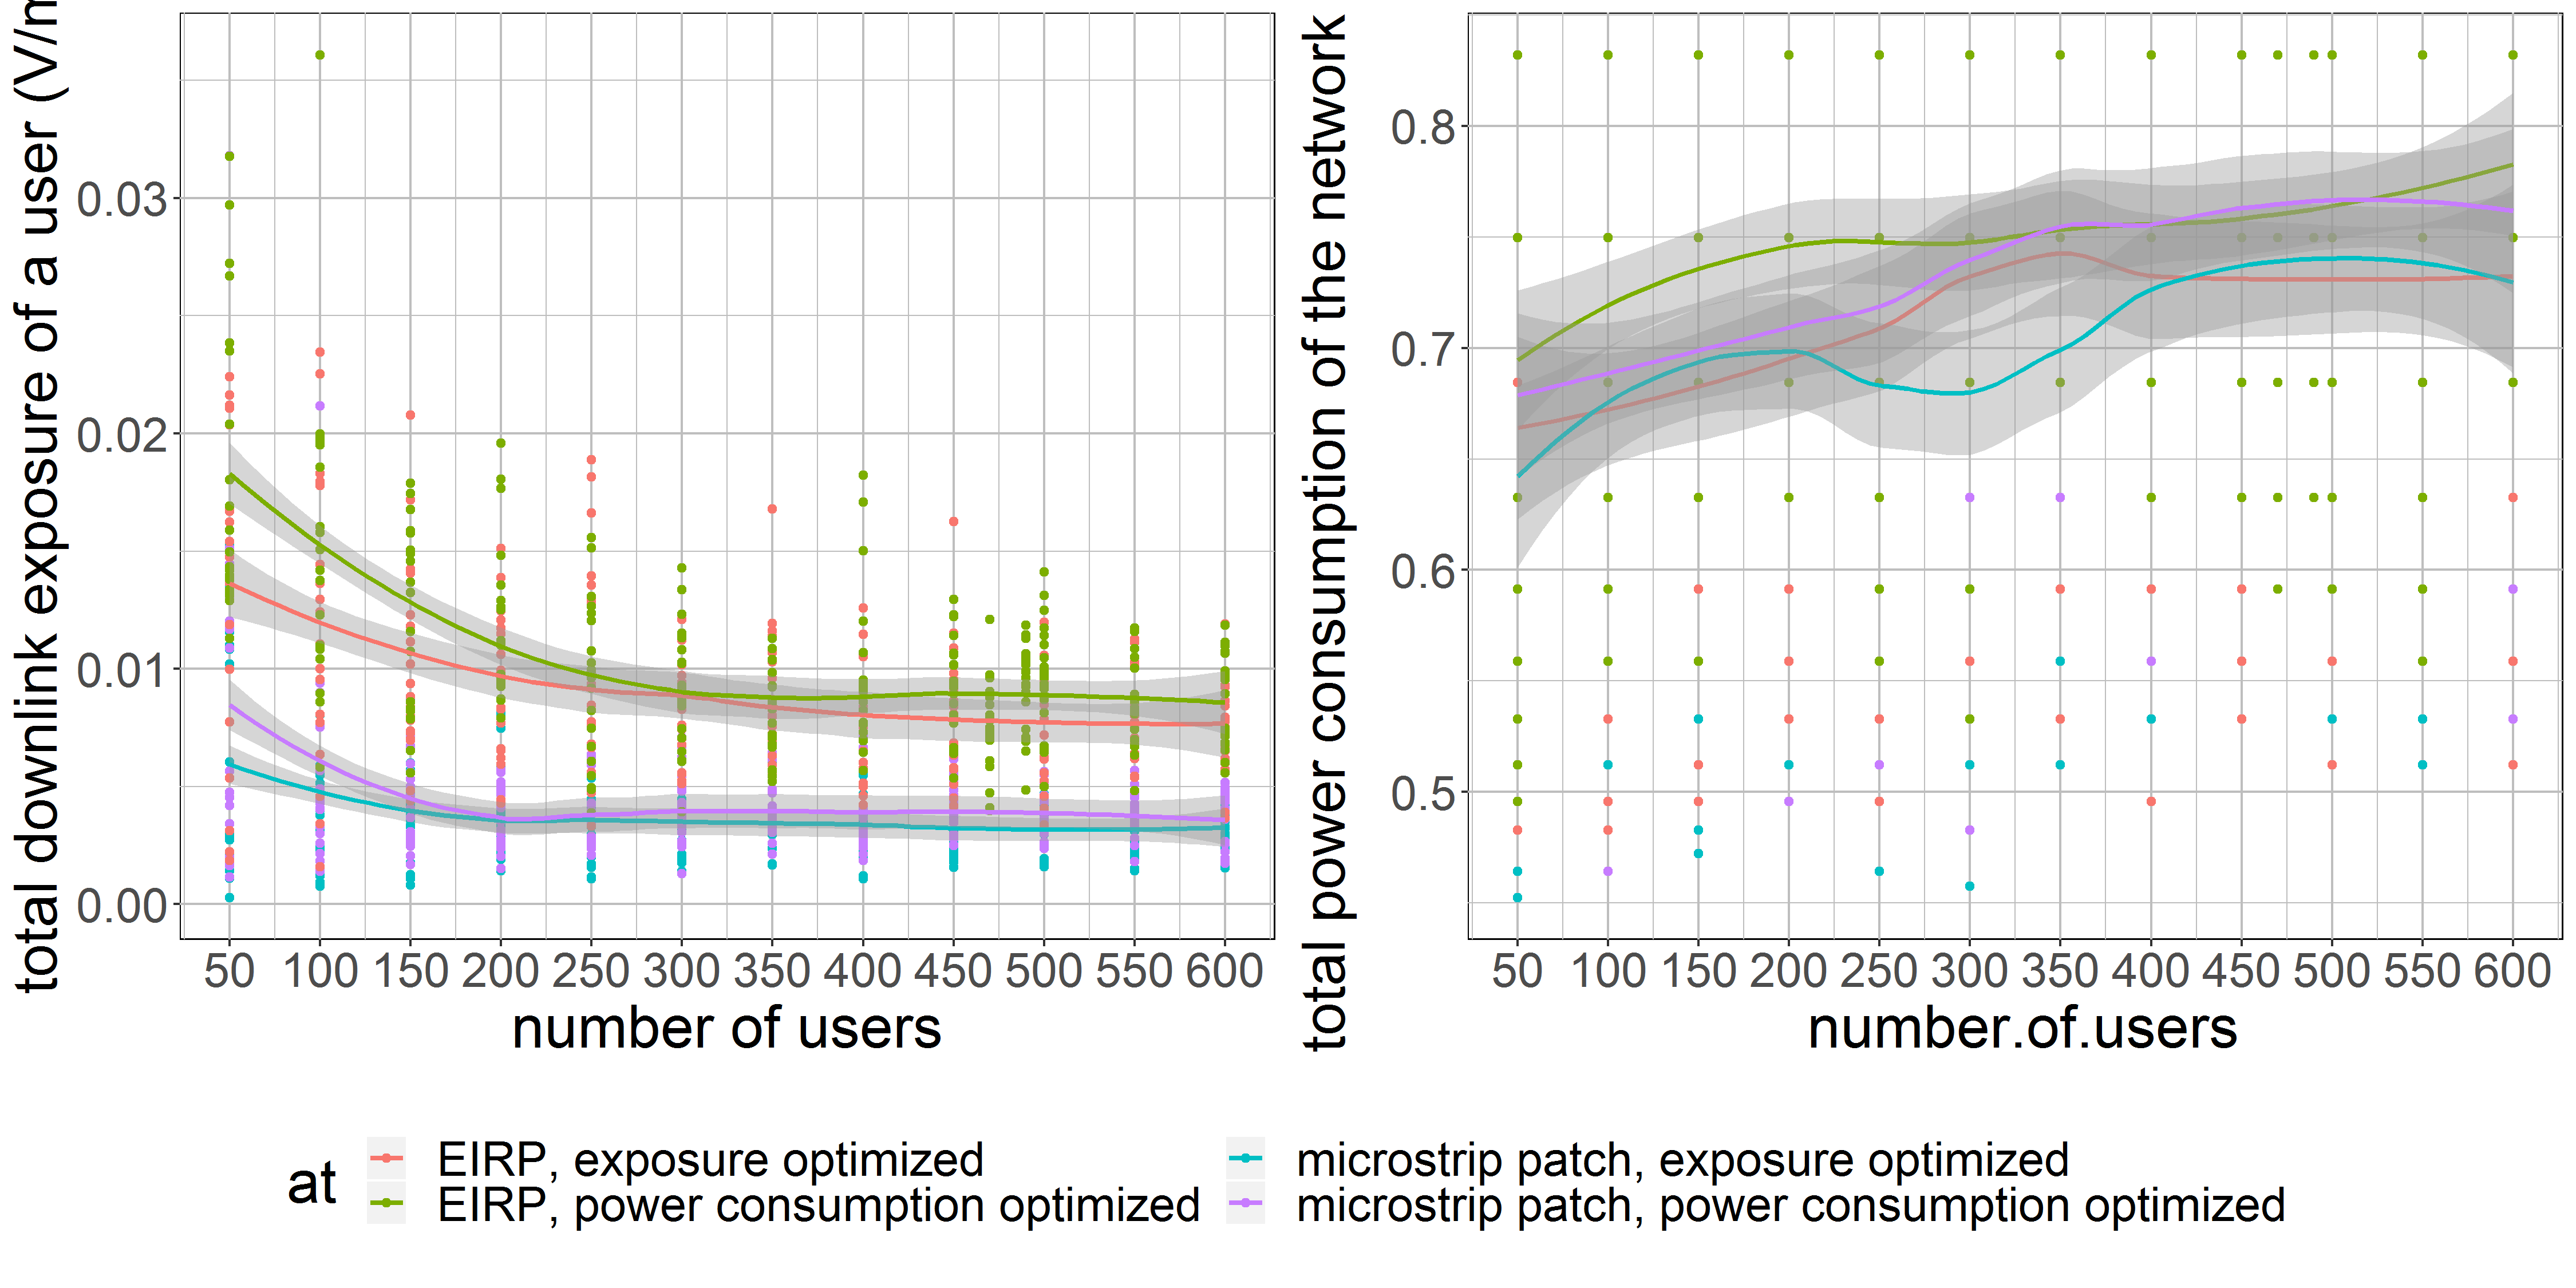 total downlink exposure of a user (V/m
0.03
0.02
0.01
0.00
50 100 150 200 250 300 350 400 450 500 550 600
number of users
total power consumption of the network
0.8
0.7
0.6
0.5
50 100 150 200 250 300 350 400 450 500 550 600
number.of.users
at
EIRP, exposure optimized
EIRP, power consumption optimized
microstrip patch, exposure optimized
microstrip patch, power consumption optimized